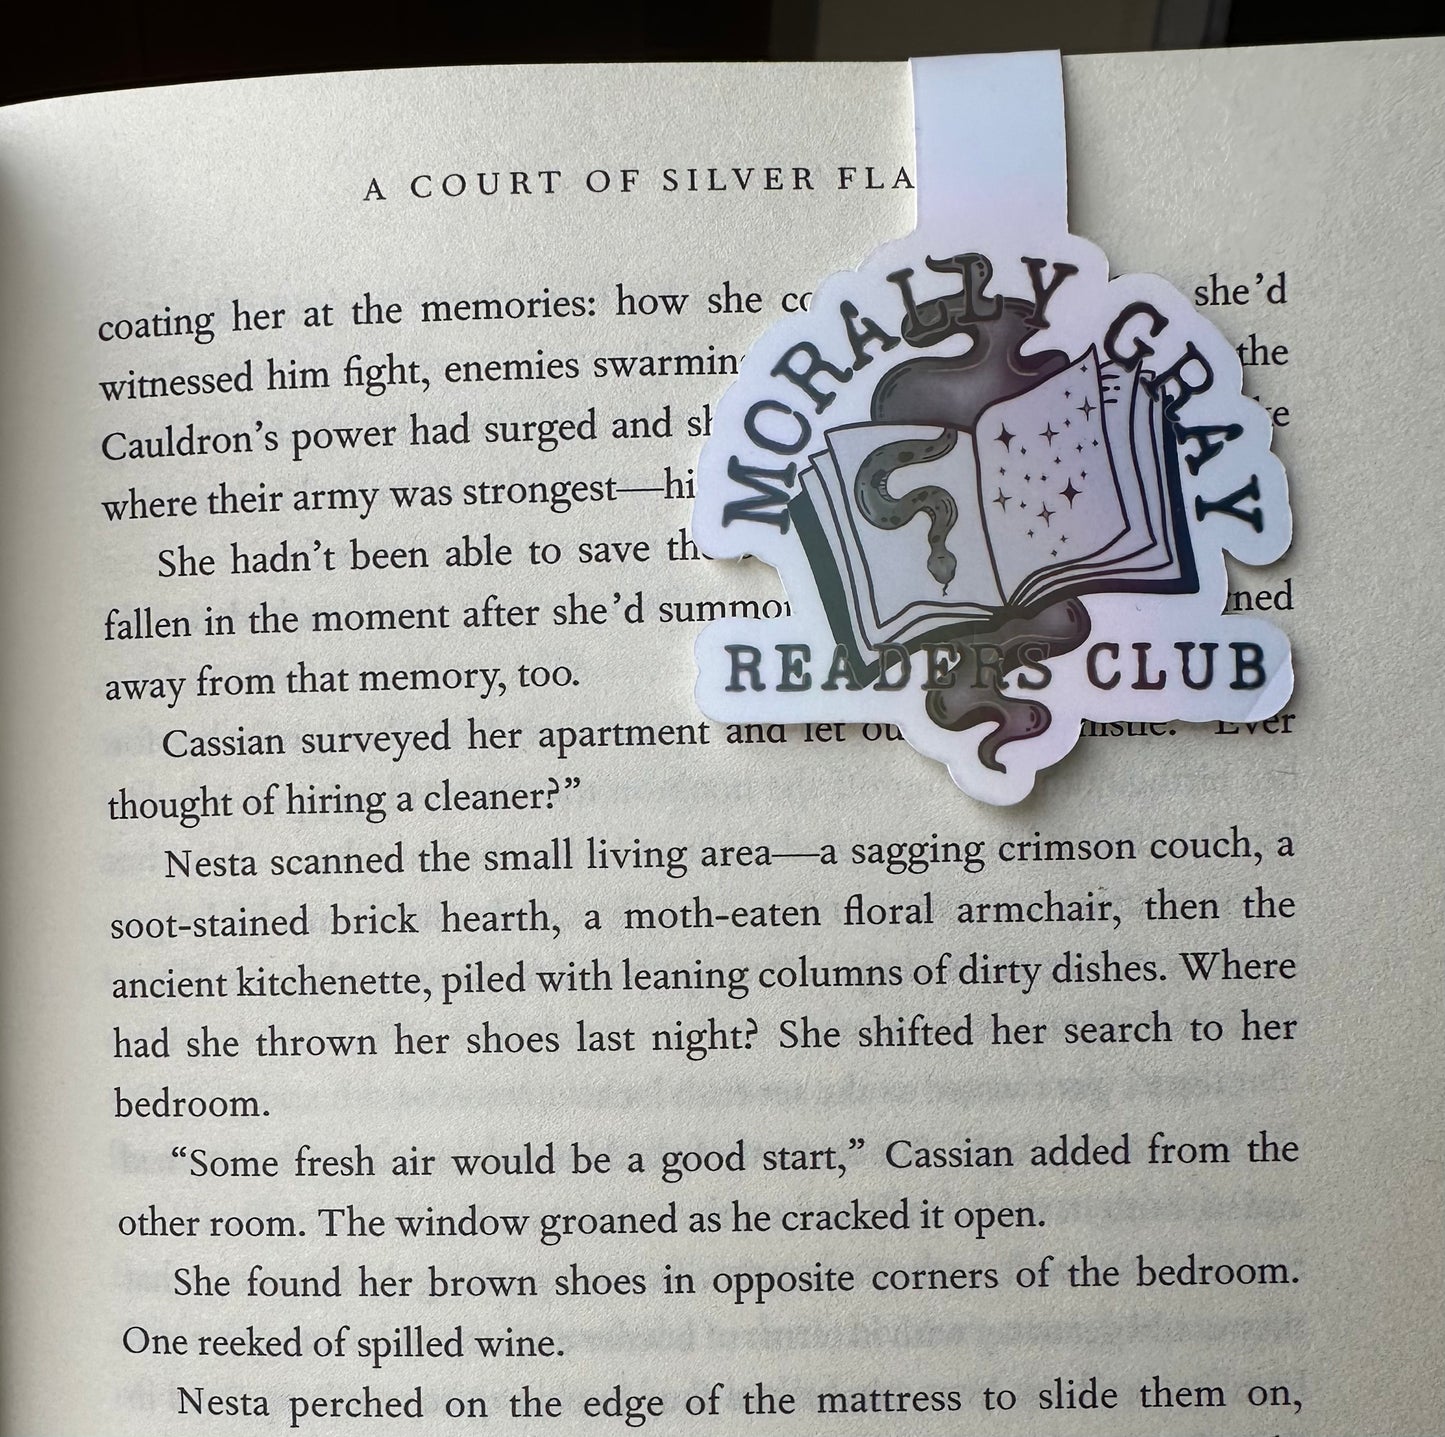 A COURT OF SILVER FLA
MORALLY GRAY
READERS CLUB
coating her at the memories: how she she'd
witnessed him fight, enemies swarming the
Cauldron's power had surged and
where their army was strongest—
She hadn't been able to save
fallen in the moment after she'd
away from that memory, too.
Cassian surveyed her apartment and let “Ever
thought of hiring a cleaner?”
Nesta scanned the small living area—a sagging crimson couch, a
soot-stained brick hearth, a moth-eaten floral armchair, then the
ancient kitchenette, piled with leaning columns of dirty dishes. Where
had she thrown her shoes last night? She shifted her search to her
bedroom.
“Some fresh air would be a good start,” Cassian added from the
other room. The window groaned as he cracked it open.
She found her brown shoes in opposite corners of the bedroom.
One reeked of spilled wine.
Nesta perched on the edge of the mattress to slide them on,